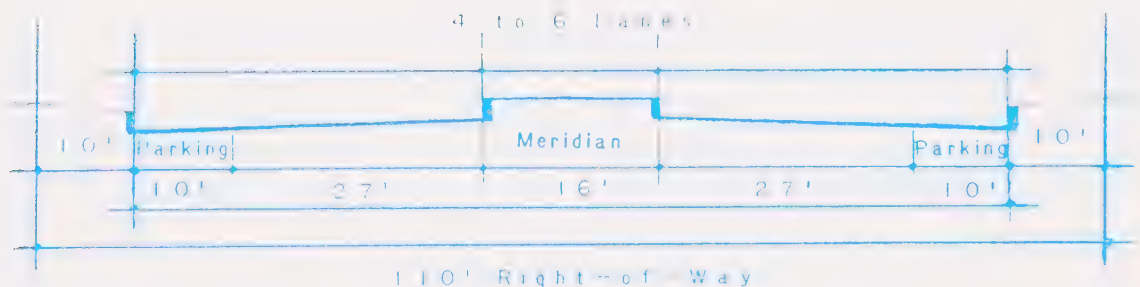 4 to 6 lanes
10' Parking Meridian Parking 10'
10' 27' 16' 27' 10'
110' Right-of-Way